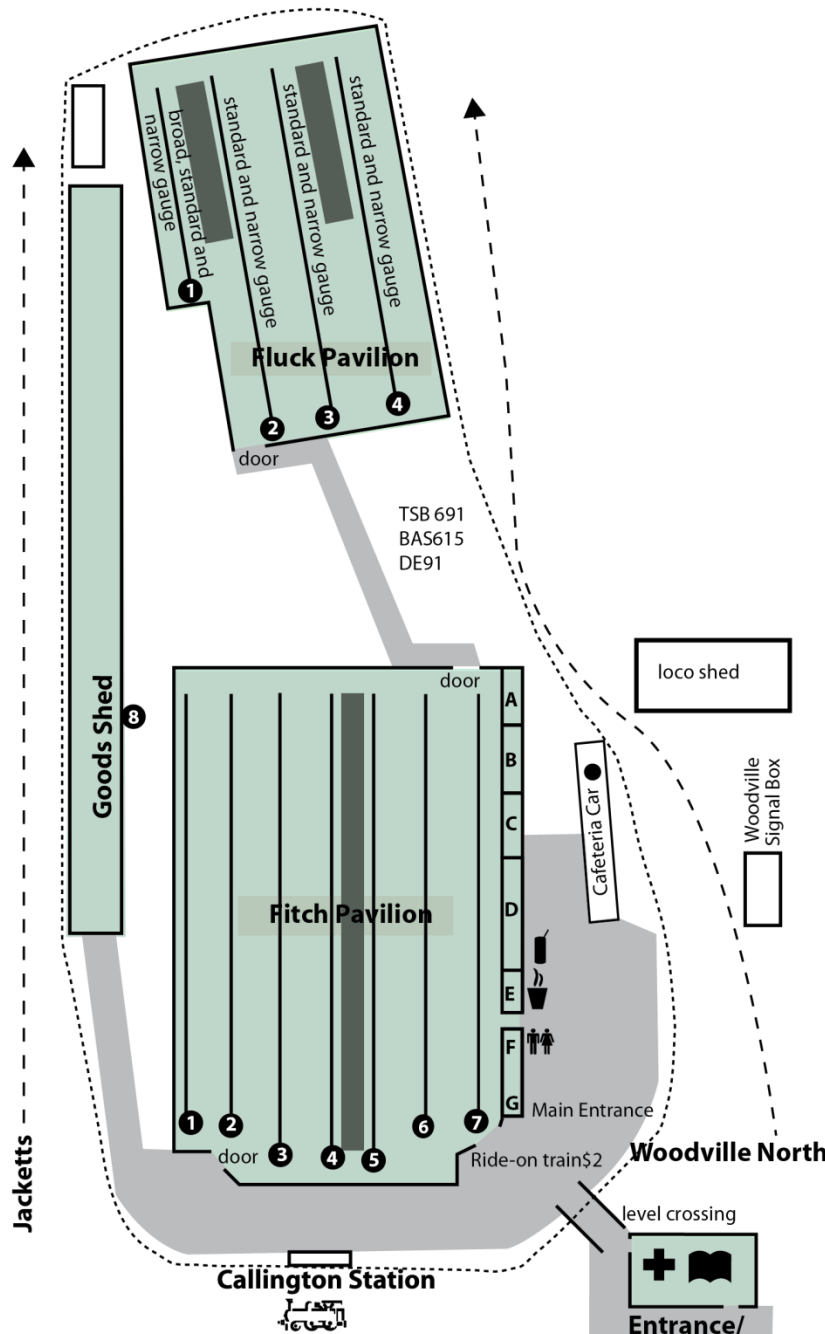 broad, standard and
narrow gauge
standard and narrow gauge
standard and narrow gauge
standard and narrow gauge
1
Fluck Pavilion
2
3
4
door
TSB 691
BAS615
DE91
loco shed
door
A
8
Goods Shed
B
Cafeteria Car
Woodville
Signal Box
C
D
Fitch Pavilion
E
F
G
1
2
3
4
5
6
7
Main Entrance
door
Ride-on train$2
Woodville North
Jacketts
level crossing
Callington Station
Entrance/